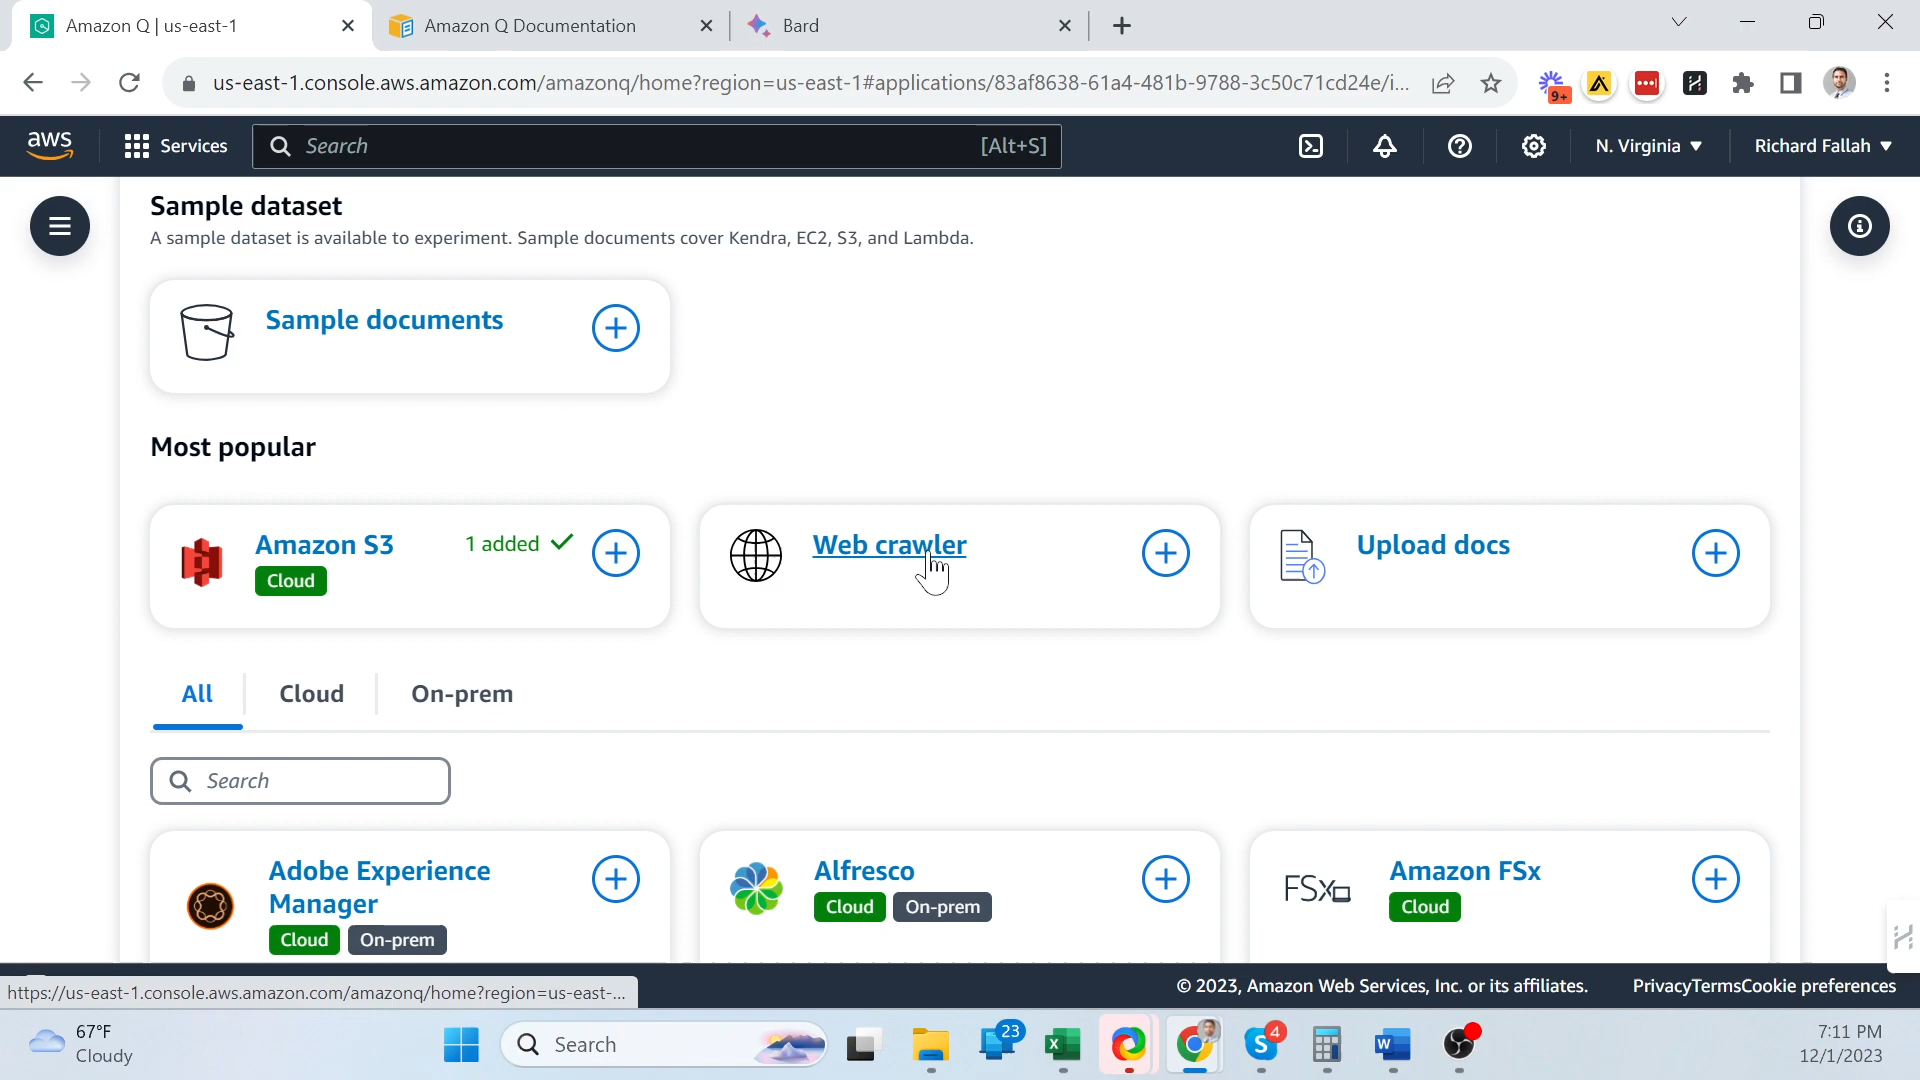 Amazon Q | us-east-1
Amazon Q Documentation
Bard
us-east-1.console.aws.amazon.com/amazonq/home?region=us-east-1#applications/83af8638-61a4-481b-9788-3c50c71cd24e/i...
9+
aws
Services
Search
[Alt+S]
N. Virginia
Richard Fallah
Sample dataset
A sample dataset is available to experiment. Sample documents cover Kendra, EC2, S3, and Lambda.
Sample documents
Most popular
Amazon S3
1 added
Cloud
Web crawler
Upload docs
All
Cloud
On-prem
Search
Adobe Experience
Manager
Cloud
On-prem
Alfresco
Cloud
On-prem
FSx
Amazon FSx
Cloud
https://us-east-1.console.aws.amazon.com/amazonq/home?region=us-east-...
© 2023, Amazon Web Services, Inc. or its affiliates.
PrivacyTermsCookie preferences
67°F
Cloudy
Search
23
4
7:11 PM
12/1/2023